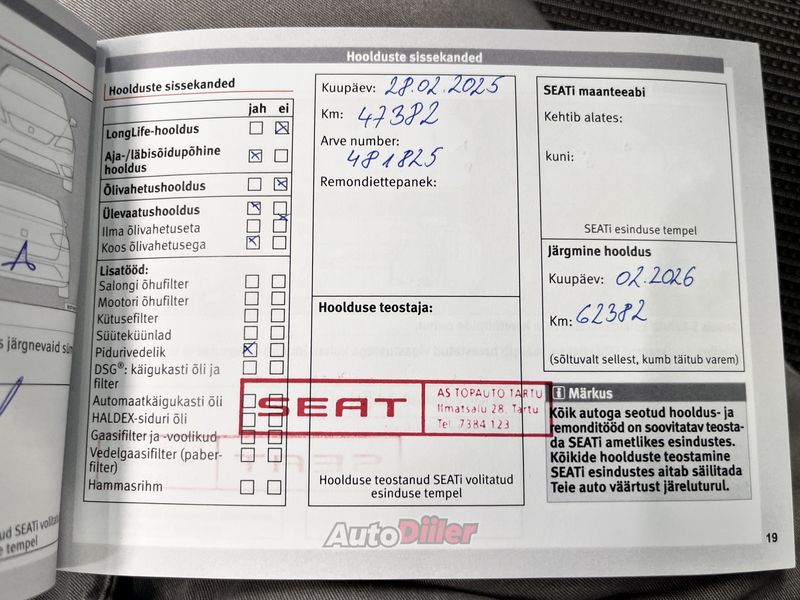 Hoolduste sissekanded
Hoolduste sissekanded
jah ei
LongLife-hooldus
Aja-/läbisõidupõhine
hooldus
Õlivahetushooldus
Ülevaatushooldus
Ilma õlivahetuseta
Koos õlivahetusega
Lisatööd:
Salongi õhufilter
Mootori õhufilter
Kütusefilter
Süüteküünlad
Pidurivedelik
DSG®: käigukasti õli ja
filter
Automaatkäigukasti õli
HALDEX-siduri õli
Gaasifilter ja -voolikud
Vedelgaasifilter (paber-
filter)
Hammasrihm
Kuupäev: 28.02.2025
Km: 47382
Arve number:
481825
Remondiettepanek:
Hoolduse teostaja:
SEAT
AS TOPAUTO TARTU
Ilmatsalu 28, Tartu
Tel. 7384 123
Hoolduse teostanud SEATi volitatud
esinduse tempel
SEATi maanteeabi
Kehtib alates:
kuni:
SEATi esinduse tempel
Järgmine hooldus
Kuupäev: 02.2026
Km: 62382
(sõltuvalt sellest, kumb täitub varem)
i Märkus
Kõik autoga seotud hooldus- ja
remonditööd on soovitatav teosta-
da SEATi ametlikes esindustes.
Kõikide hoolduste teostamine
SEATi esindustes aitab säilitada
Teie auto väärtust järeluturul.
19
s järgnevaid
SEATi volita
e tempel
AutoDiiler